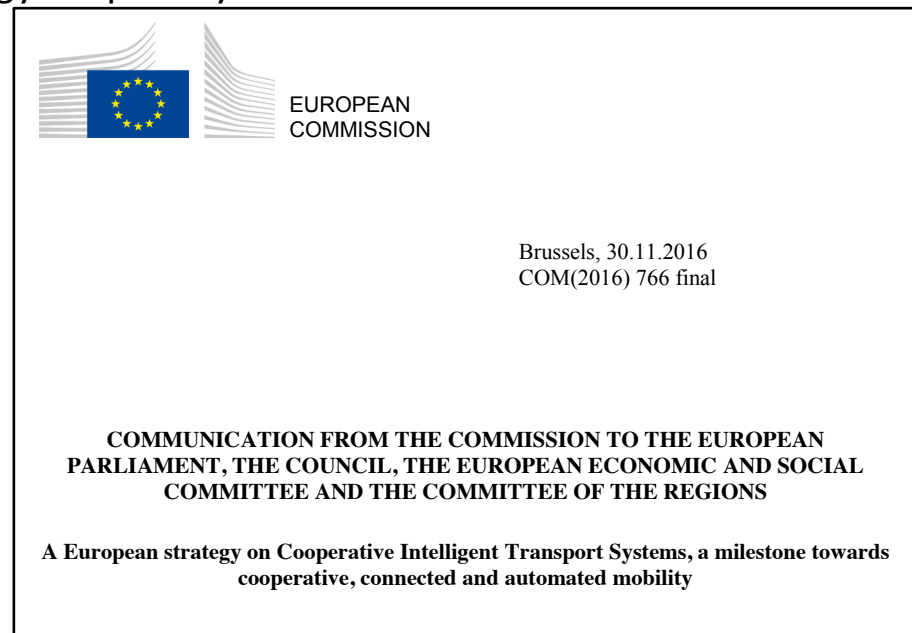 EUROPEAN
COMMISSION
Brussels, 30.11.2016
COM(2016) 766 final
COMMUNICATION FROM THE COMMISSION TO THE EUROPEAN
PARLIAMENT, THE COUNCIL, THE EUROPEAN ECONOMIC AND SOCIAL
COMMITTEE AND THE COMMITTEE OF THE REGIONS
A European strategy on Cooperative Intelligent Transport Systems, a milestone towards
cooperative, connected and automated mobility